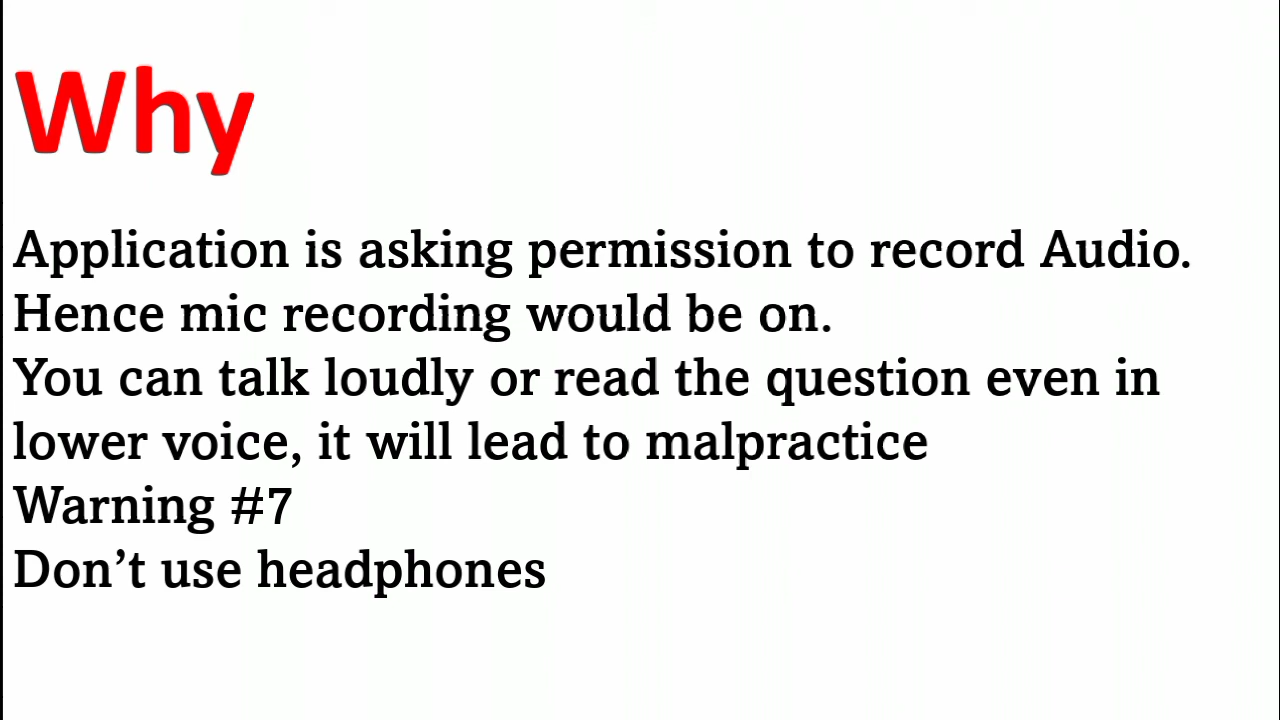 Why
Application is asking permission to record Audio.
Hence mic recording would be on.
You can talk loudly or read the question even in
lower voice, it will lead to malpractice
Warning #7
Don’t use headphones